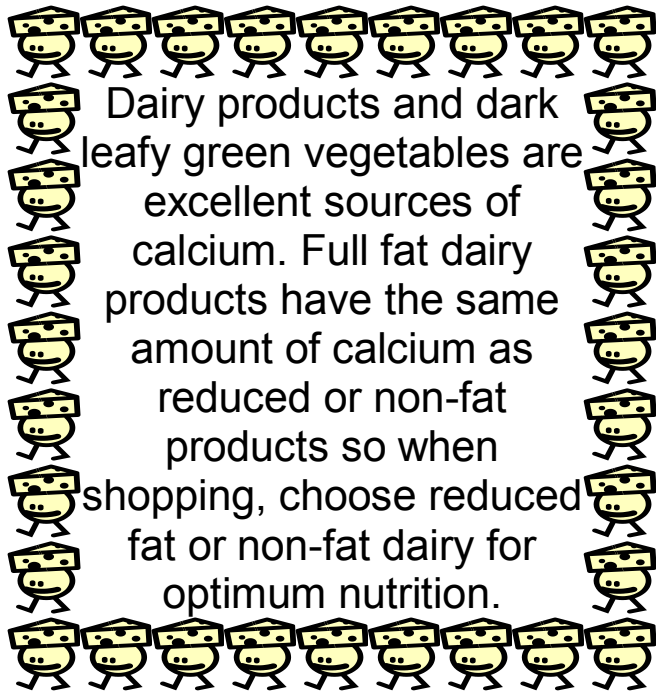 Dairy products and dark
leafy green vegetables are
excellent sources of
calcium. Full fat dairy
products have the same
amount of calcium as
reduced or non-fat
products so when
shopping, choose reduced
fat or non-fat dairy for
optimum nutrition.